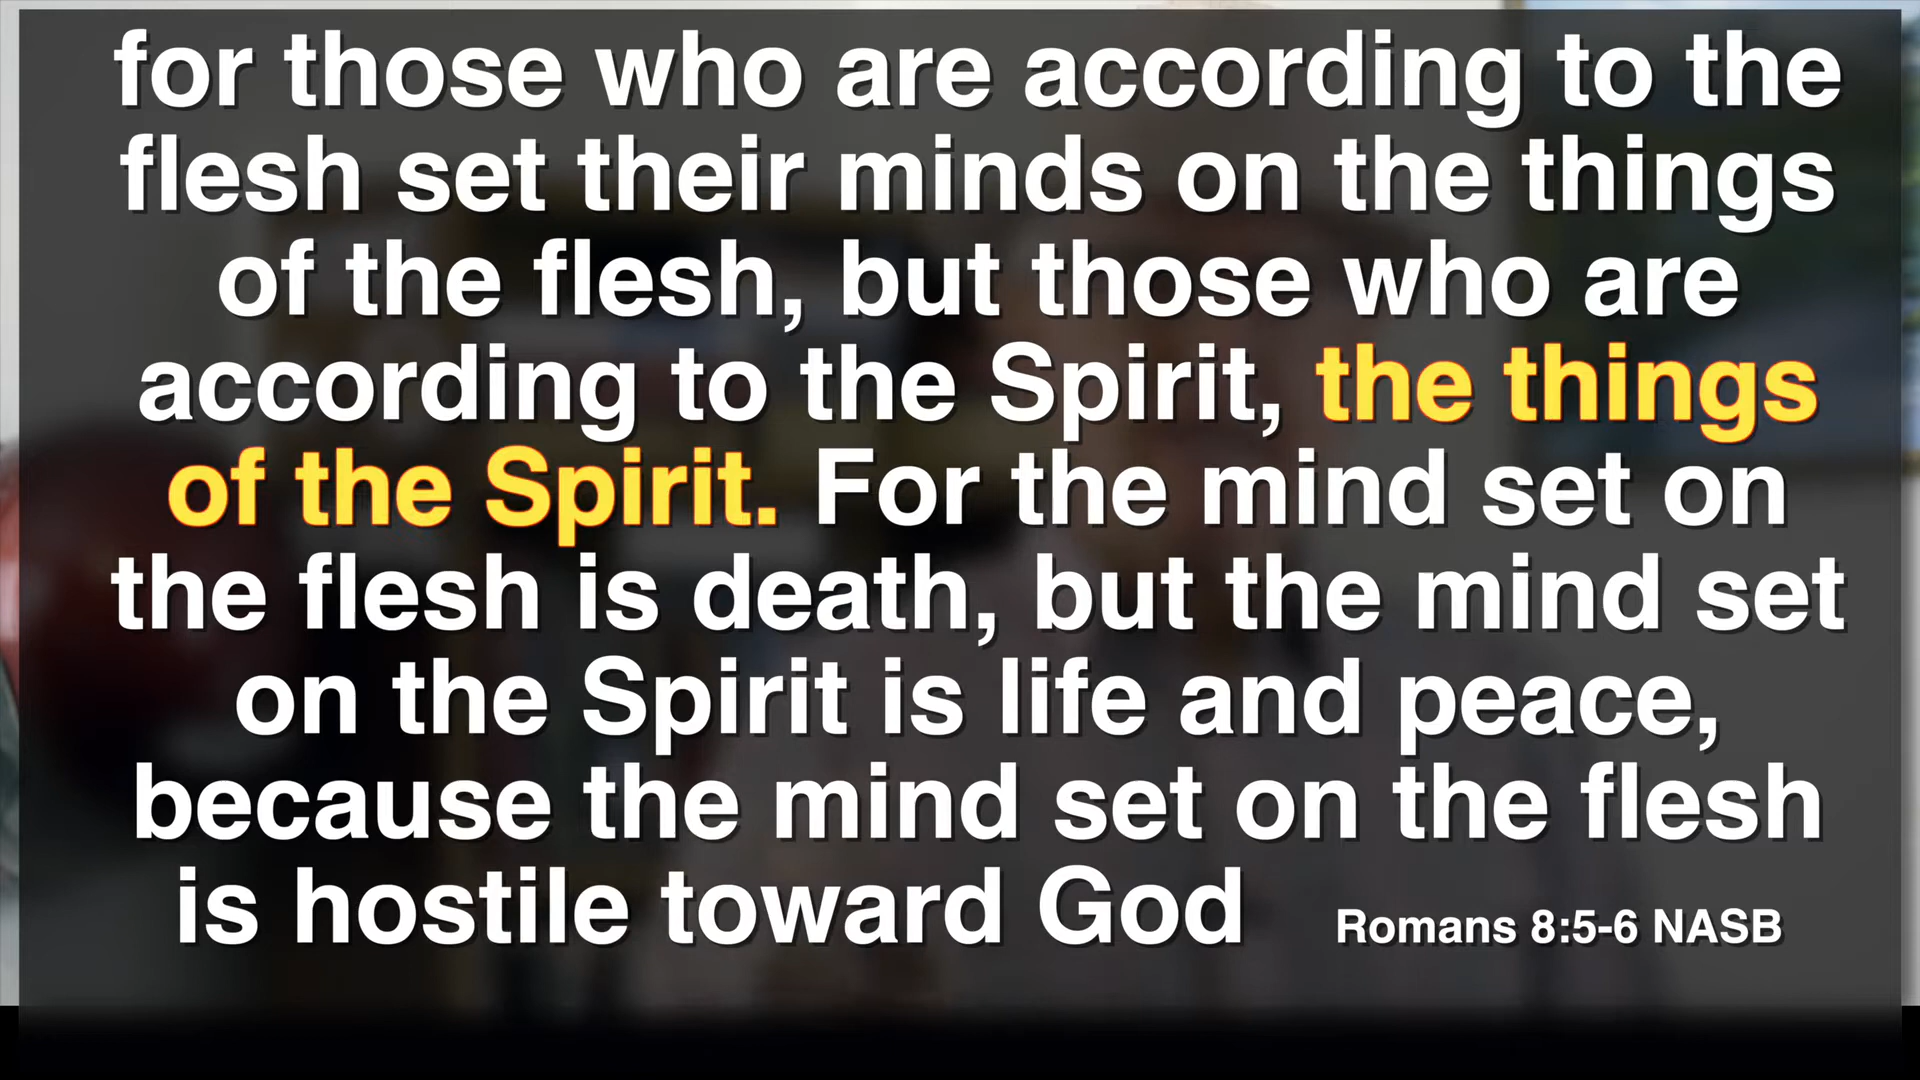 for those who are according to the
flesh set their minds on the things
of the flesh, but those who are
according to the Spirit, the things
of the Spirit. For the mind set on
the flesh is death, but the mind set
on the Spirit is life and peace,
because the mind set on the flesh
is hostile toward God Romans 8:5-6 NASB